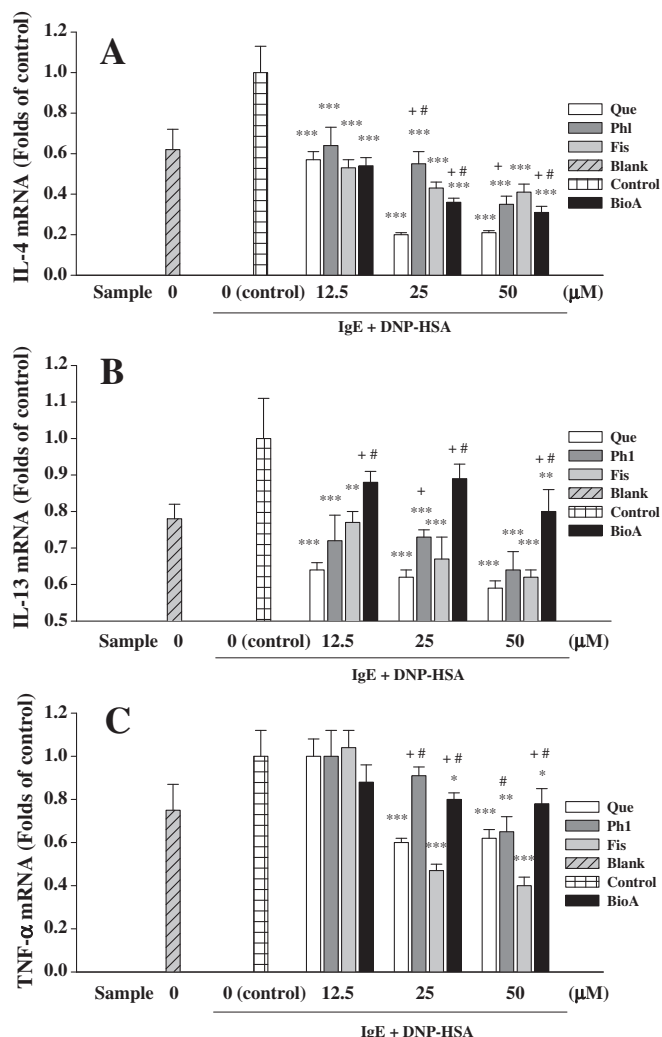 A
IL-4 mRNA (Folds of control)
1.2
1.0
0.8
0.6
0.4
0.2
0.0
*** *** *** ***
*** + # *** *** + # ***
*** + *** *** + # ***
Que
Phl
Fis
Blank
Control
BioA
Sample 0 0 (control) 12.5 25 50 (μM)
IgE + DNP-HSA
B
IL-13 mRNA (Folds of control)
1.2
1.1
1.0
0.9
0.8
0.7
0.6
0.5
*** *** ** + #
*** + *** *** + #
*** *** *** + # **
Que
Ph1
Fis
Blank
Control
BioA
Sample 0 0 (control) 12.5 25 50 (μM)
IgE + DNP-HSA
C
TNF-α mRNA (Folds of control)
1.2
1.0
0.8
0.6
0.4
0.2
0.0
*** + # *** + # *
*** # ** *** + # *
Que
Ph1
Fis
Blank
Control
BioA
Sample 0 0 (control) 12.5 25 50 (μM)
IgE + DNP-HSA